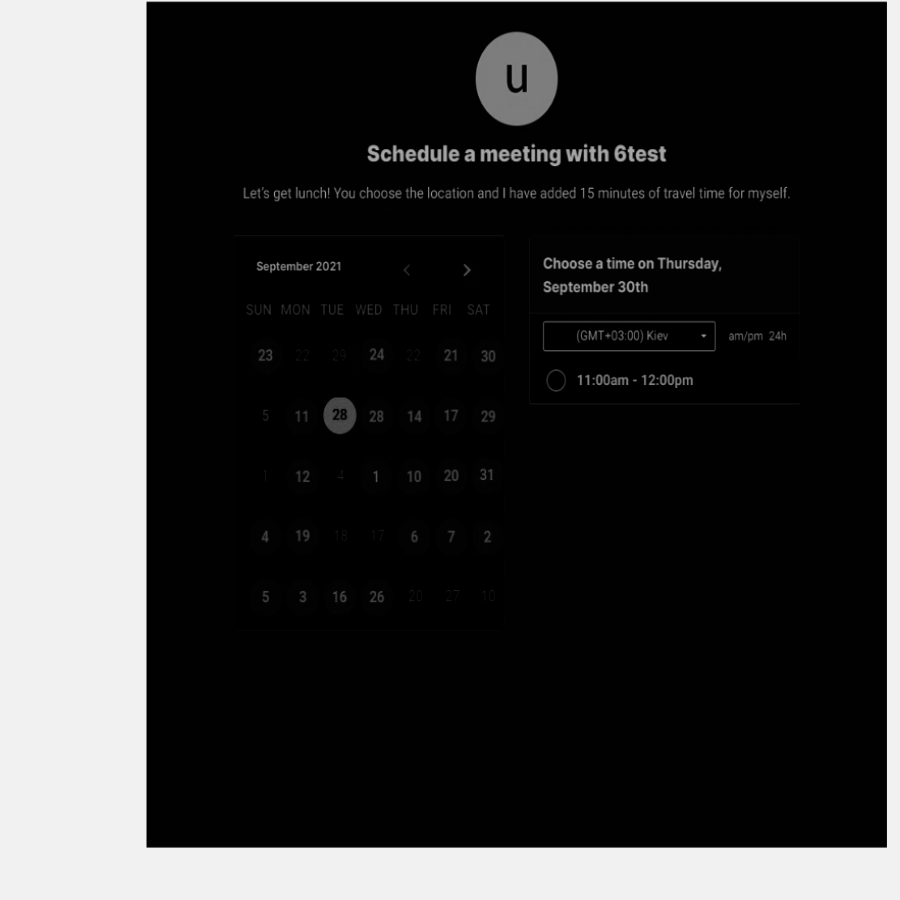 u
Schedule a meeting with 6test
Let's get lunch! You choose the location and I have added 15 minutes of travel time for myself.
September 2021
SUN MON TUE WED THU FRI SAT
23 22 29 24 22 21 30
5 11 28 28 14 17 29
1 12 4 1 10 20 31
4 19 18 17 6 7 2
5 3 16 26 20 27 10
Choose a time on Thursday,
September 30th
(GMT+03:00) Kiev am/pm 24h
11:00am - 12:00pm